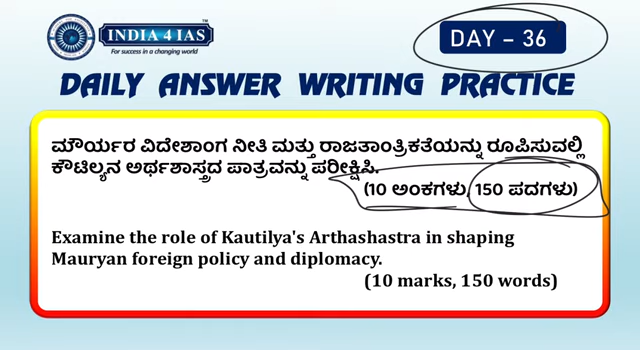 INDIA 4 IAS
TM
For success in a changing world
DAY – 36
DAILY ANSWER WRITING PRACTICE
ಮೌರ್ಯರ ವಿದೇಶಾಂಗ ನೀತಿ ಮತ್ತು ರಾಜತಾಂತ್ರಿಕತೆಯನ್ನು ರೂಪಿಸುವಲ್ಲಿ
ಕೌಟಿಲ್ಯನ ಅರ್ಥಶಾಸ್ತ್ರದ ಪಾತ್ರವನ್ನು ಪರೀಕ್ಷಿಸಿ.
(10 ಅಂಕಗಳು, 150 ಪದಗಳು)
Examine the role of Kautilya's Arthashastra in shaping
Mauryan foreign policy and diplomacy.
(10 marks, 150 words)